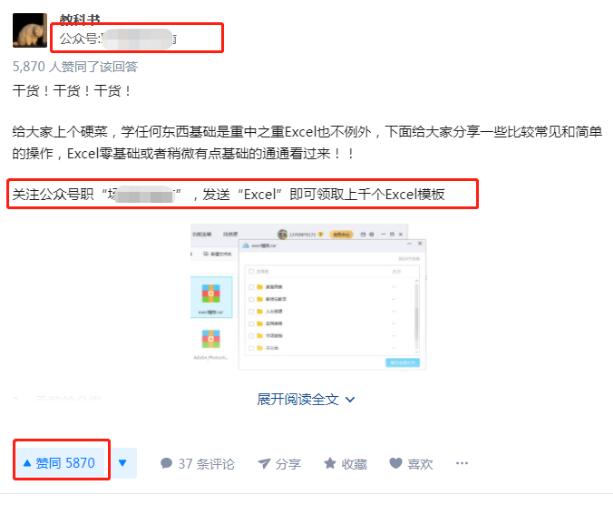 教科书
公众号:
5,870 人赞同了该回答
干货！干货！干货！
给大家上个硬菜，学任何东西基础是重中之重Excel也不例外，下面给大家分享一些比较常见和简单
的操作，Excel零基础或者稍微有点基础的通通看过来！！
关注公众号职“场”，发送“Excel”即可领取上千个Excel模板
展开阅读全文
赞同 5870
37 条评论
分享
收藏
喜欢